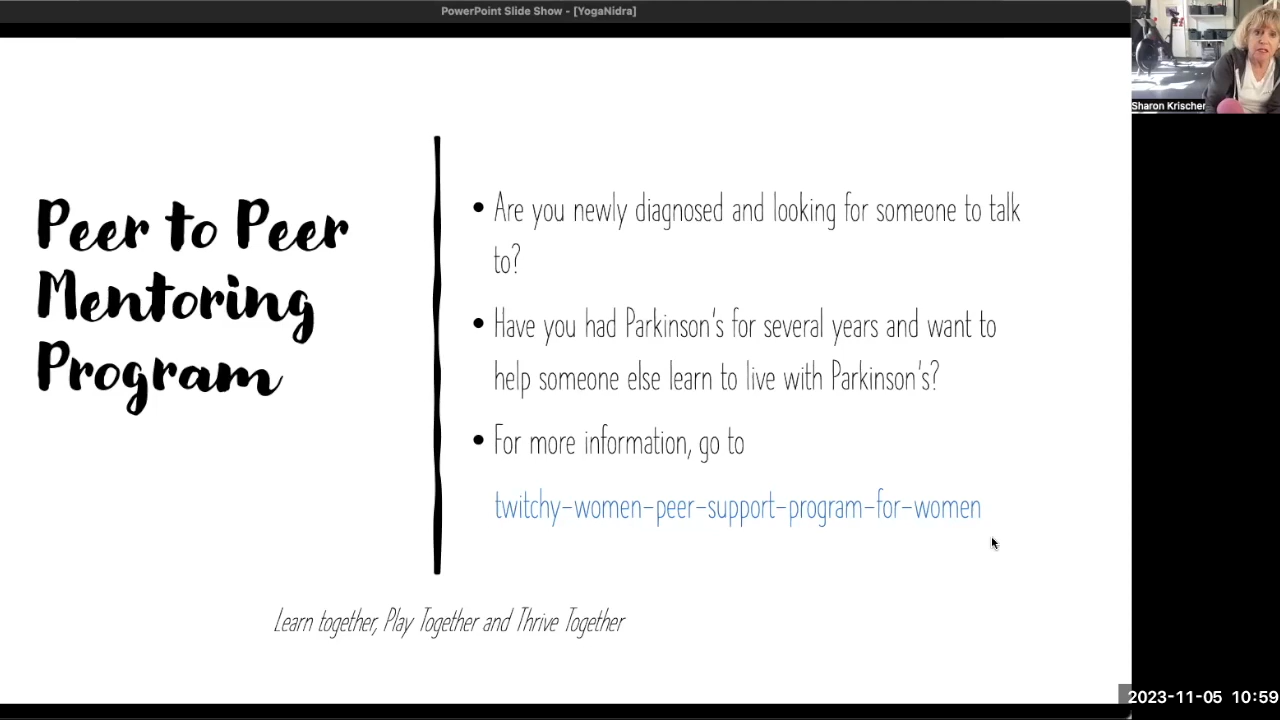 PowerPoint Slide Show - [YogaNidra]
Sharon Krischer
Peer to Peer
Mentoring
Program
• Are you newly diagnosed and looking for someone to talk
to?
• Have you had Parkinson's for several years and want to
help someone else learn to live with Parkinson's?
• For more information, go to
twitchy-women-peer-support-program-for-women
Learn together, Play Together and Thrive Together
2023-11-05 10:59